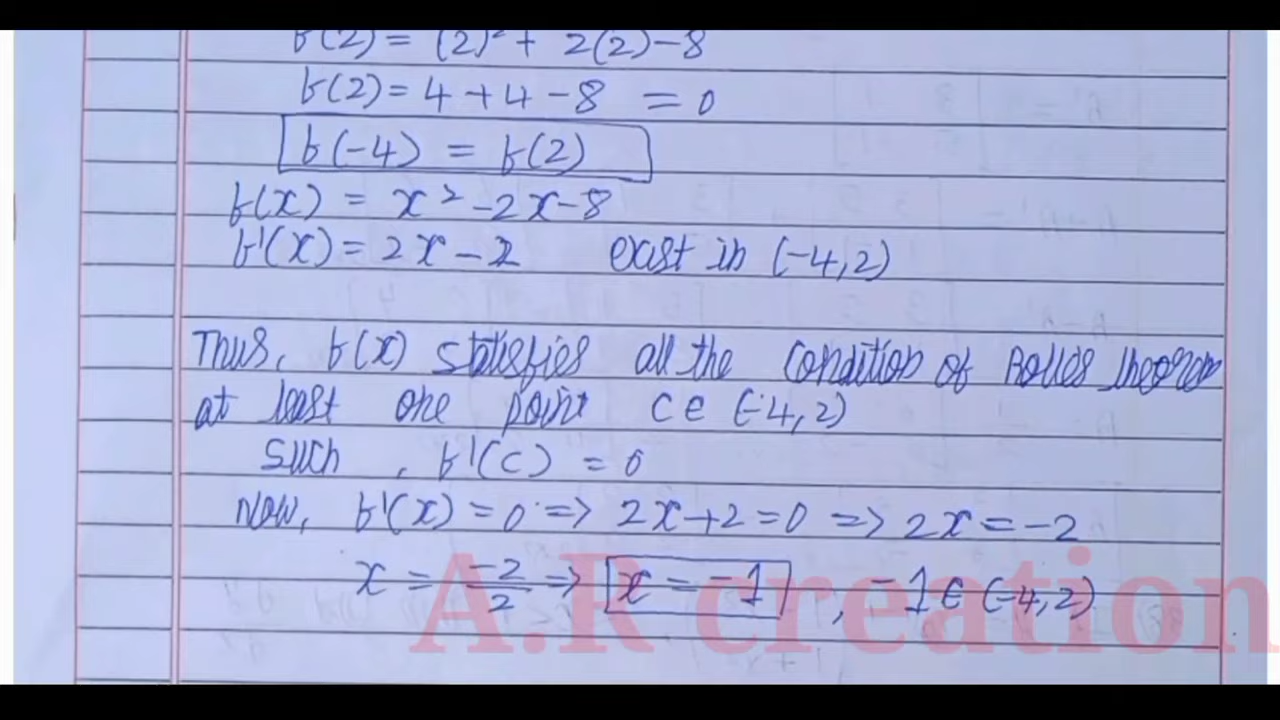 f(2) = (2)² + 2(2)-8
f(2) = 4 + 4 - 8 = 0
f(-4) = f(2)
f(x) = x² - 2x - 8
f'(x) = 2x - 2 exist in (-4,2)
Thus, f(x) statisfies all the condition of Rolle's theorem
at least one point c ∈ (-4,2)
such, f'(c) = 0
Now, f'(x) = 0 => 2x+2=0 => 2x = -2
x = -2/2 => x = -1, -1 ∈ (-4,2)
A.R creation